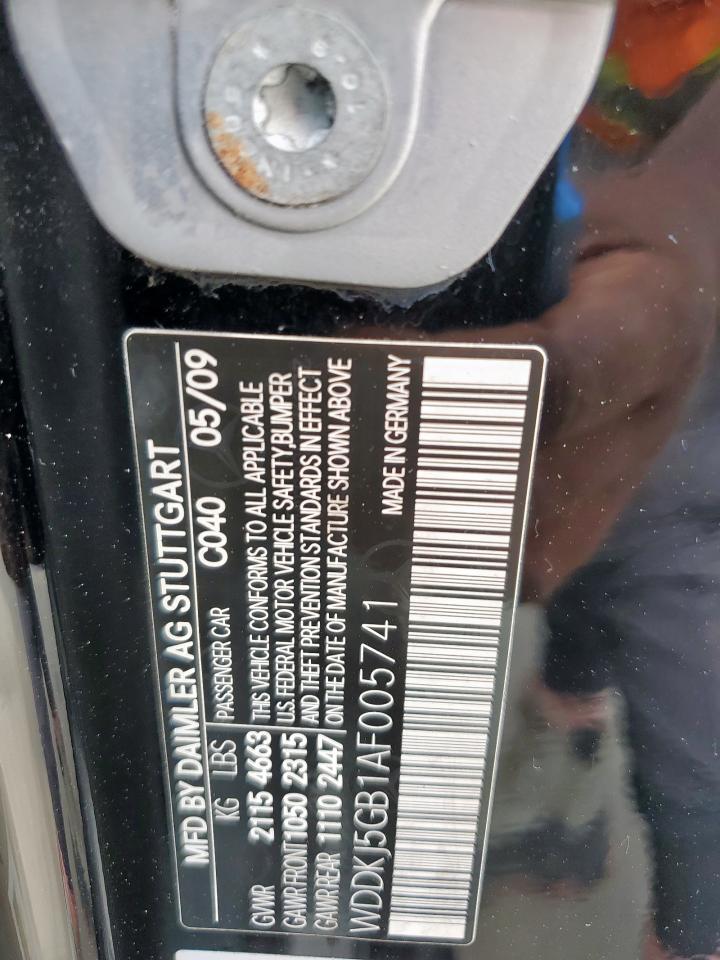 MFD BY DAIMLER AG STUTTGART
KG LBS PASSENGER CAR C040 05/09
GVWR 2115 4663 THIS VEHICLE CONFORMS TO ALL APPLICABLE
U.S. FEDERAL MOTOR VEHICLE SAFETY,BUMPER
GAWR FRONT 1050 2315 AND THEFT PREVENTION STANDARDS IN EFFECT
GAWR REAR 1110 2447 ON THE DATE OF MANUFACTURE SHOWN ABOVE
WDDKJ5GB1AF005741 MADE IN GERMANY